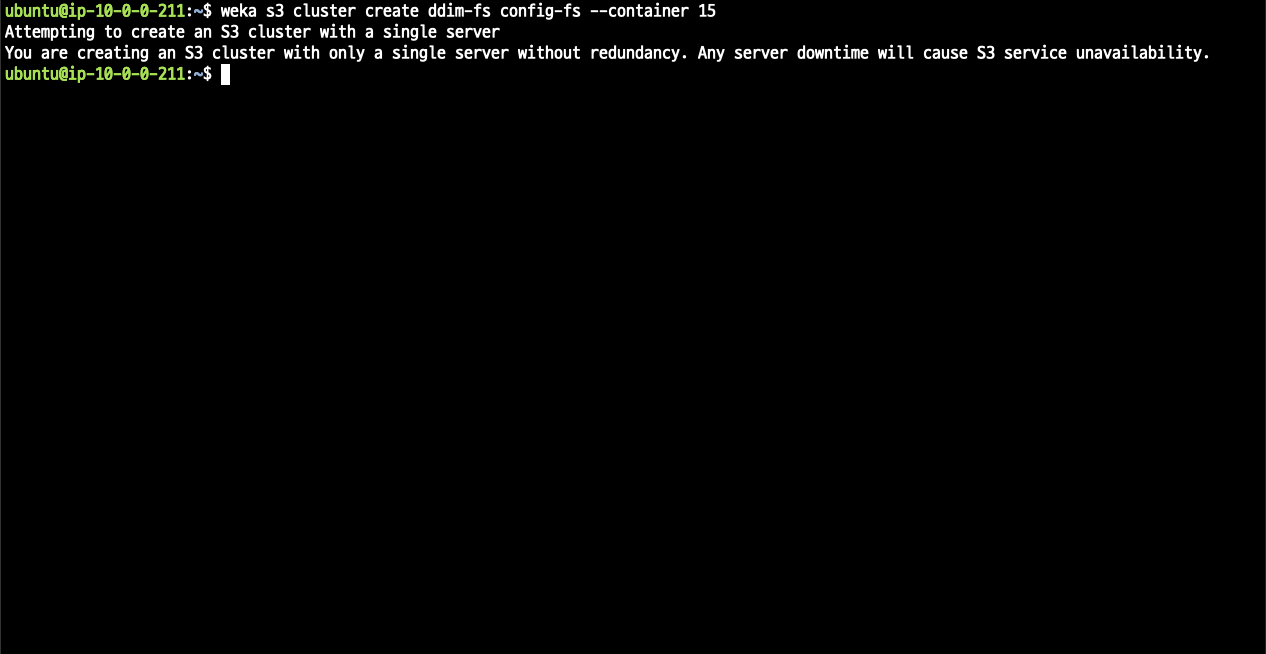 ubuntu@ip-10-0-0-211:~$ weka s3 cluster create ddim-fs config-fs --container 15
Attempting to create an S3 cluster with a single server
You are creating an S3 cluster with only a single server without redundancy. Any server downtime will cause S3 service unavailability.
ubuntu@ip-10-0-0-211:~$